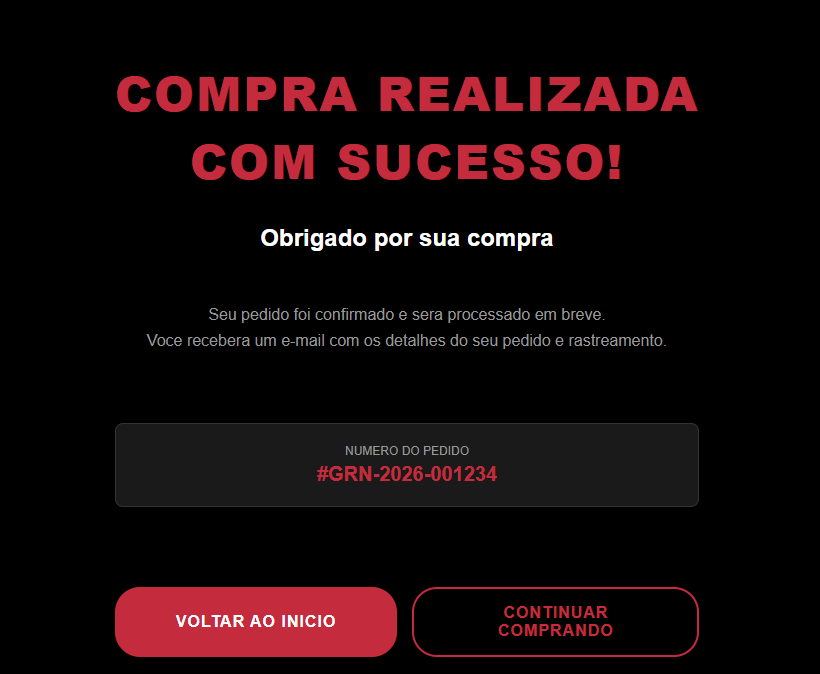 COMPRA REALIZADA
COM SUCESSO!
Obrigado por sua compra
Seu pedido foi confirmado e sera processado em breve.
Voce recebera um e-mail com os detalhes do seu pedido e rastreamento.
NUMERO DO PEDIDO
#GRN-2026-001234
VOLTAR AO INICIO
CONTINUAR
COMPRANDO